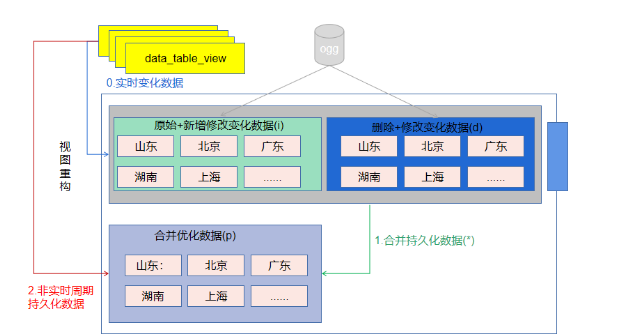 data_table_view
ogg
0.实时变化数据
原始+新增修改变化数据(i)
删除+修改变化数据(d)
山东
北京
广东
山东
北京
广东
湖南
上海
......
湖南
上海
......
视图重构
合并优化数据(p)
1.合并持久化数据(*)
山东:
北京
广东
2.非实时周期
持久化数据
湖南
上海
......